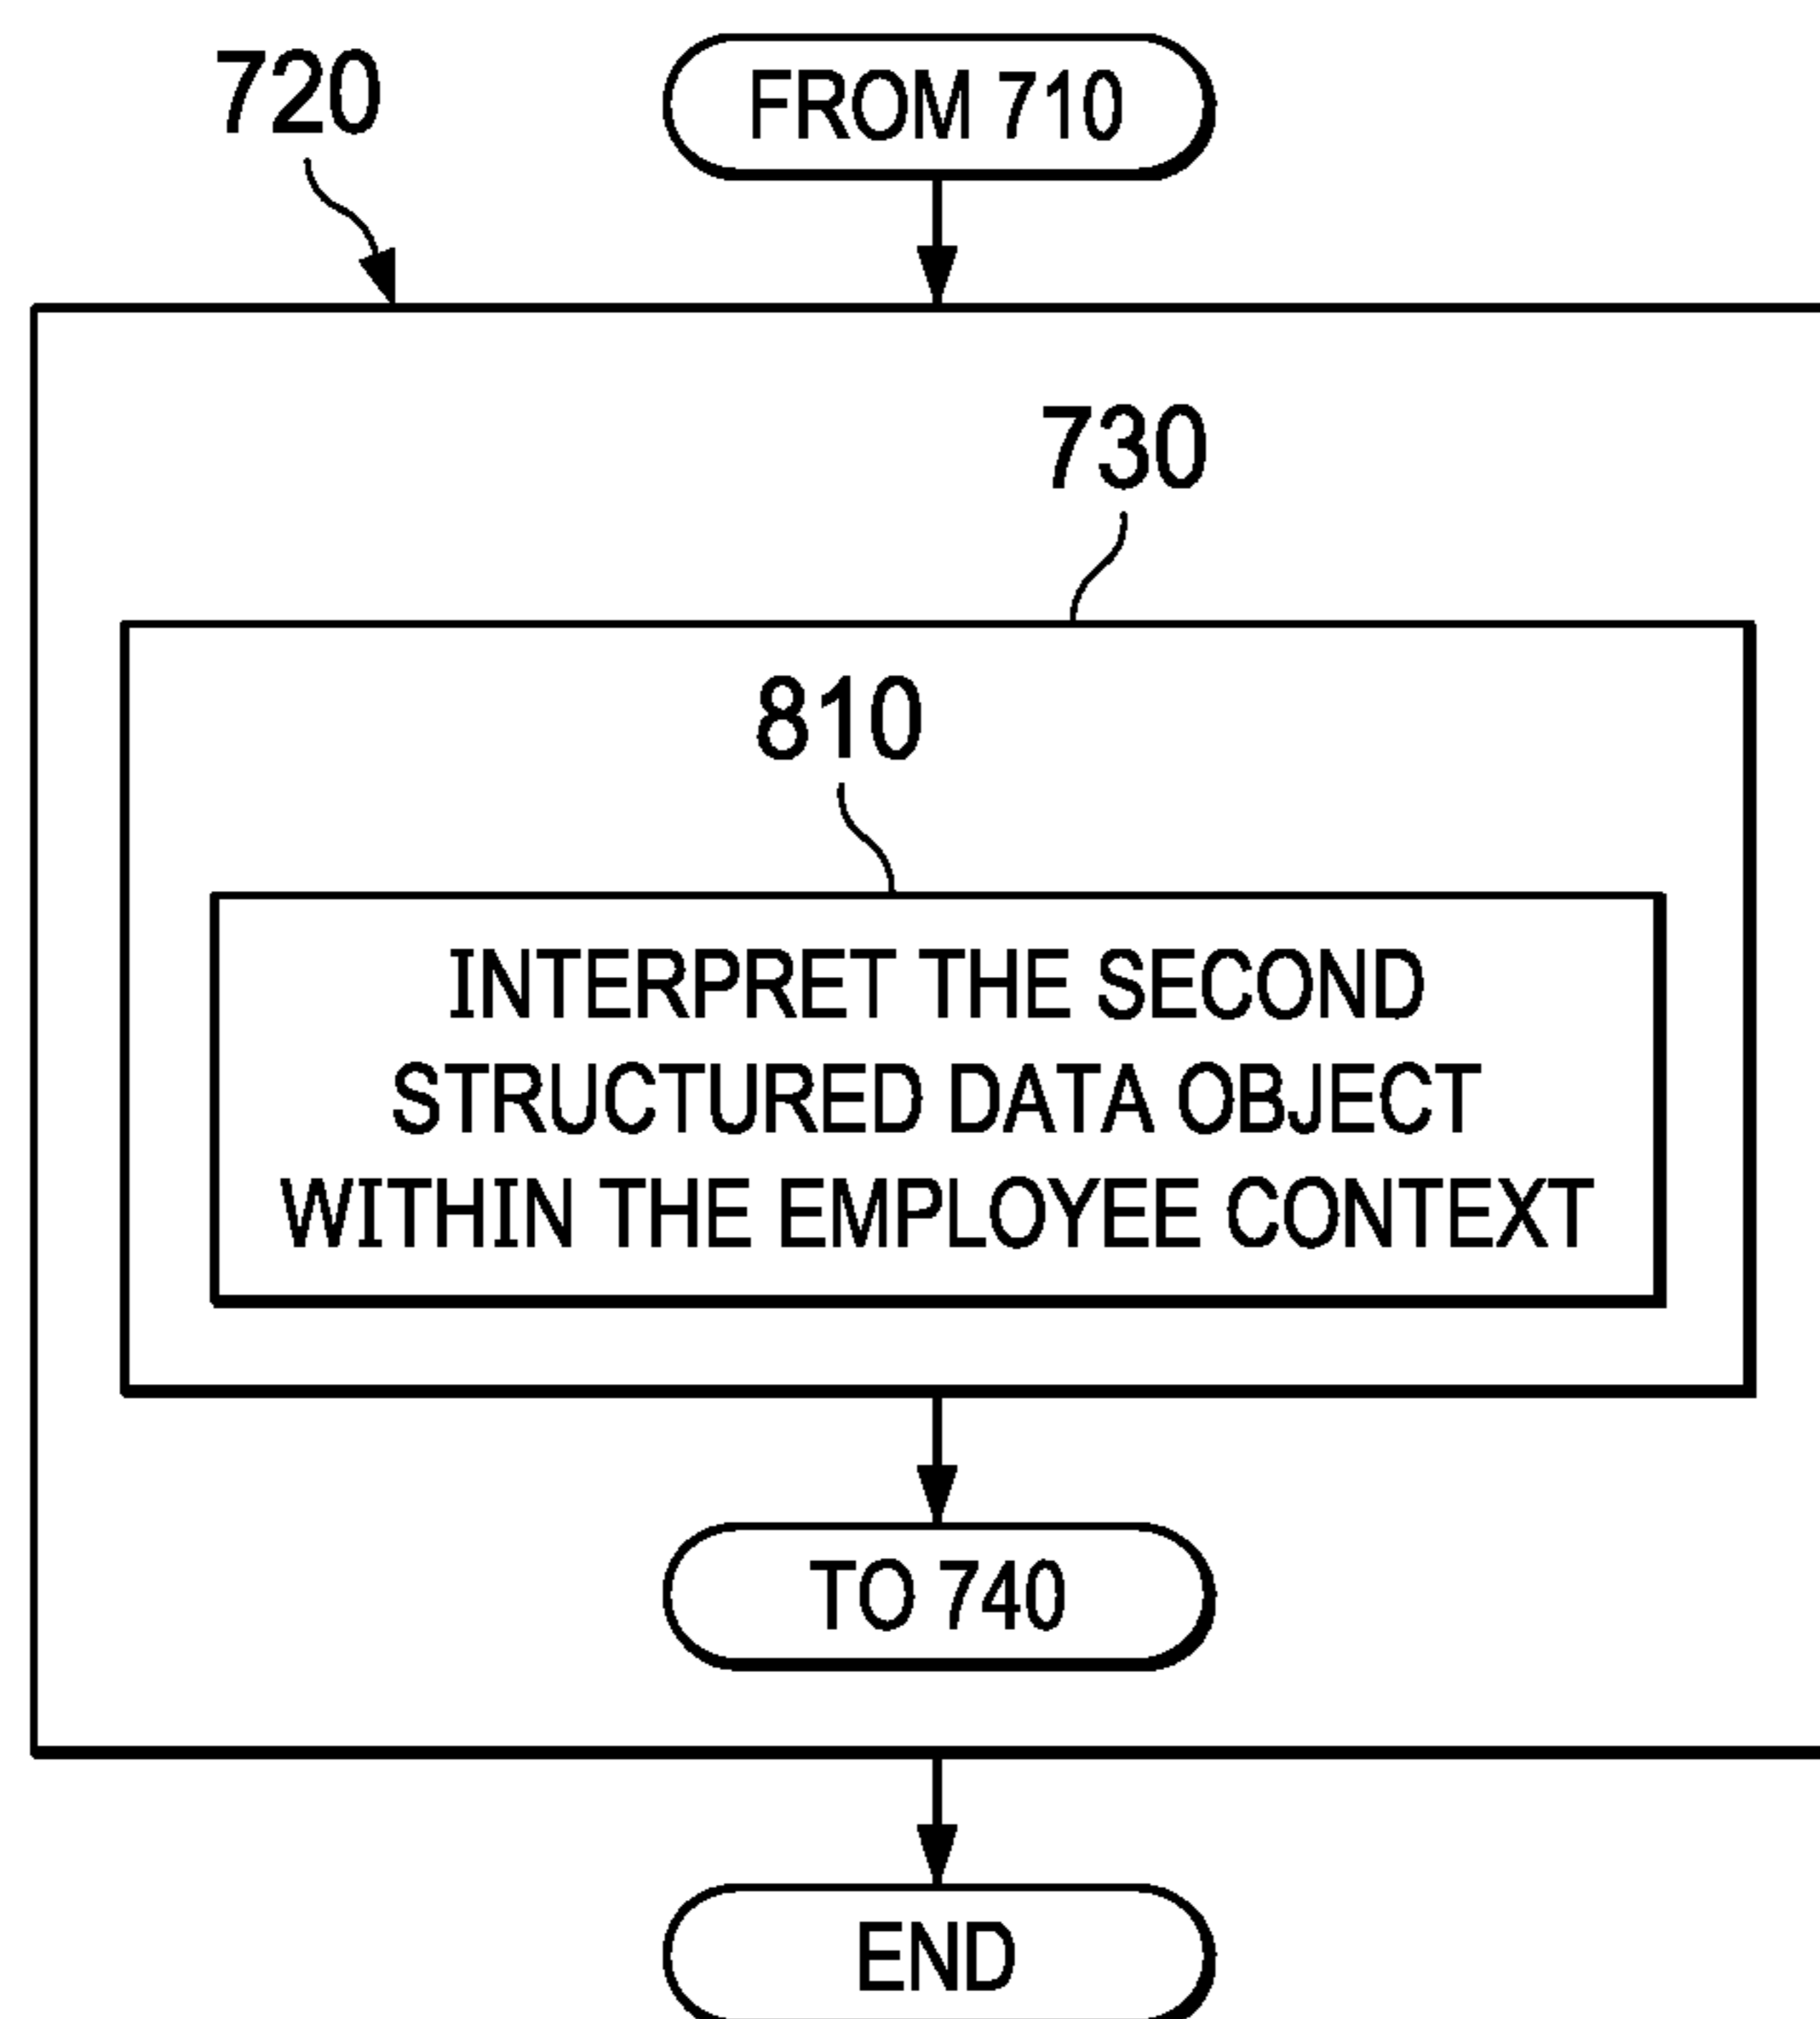 720
FROM 710
730
810
INTERPRET THE SECOND
STRUCTURED DATA OBJECT
WITHIN THE EMPLOYEE CONTEXT
TO 740
END